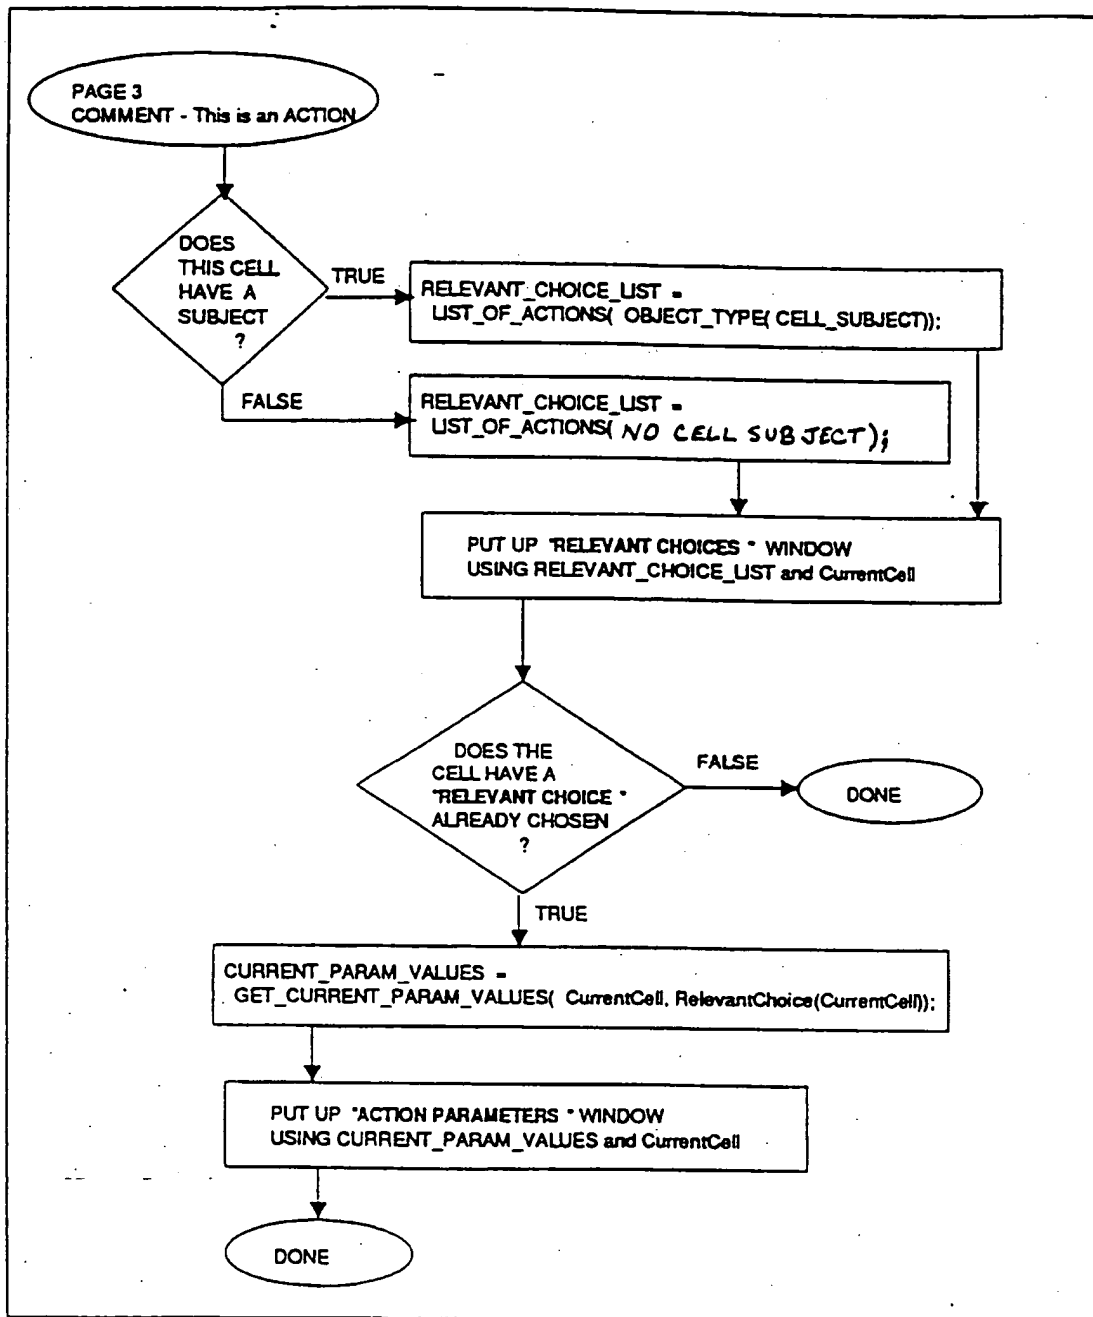 PAGE 3
COMMENT - This is an ACTION
DOES
THIS CELL
HAVE A
SUBJECT
?
TRUE
RELEVANT_CHOICE_LIST =
LIST_OF_ACTIONS( OBJECT_TYPE( CELL_SUBJECT));
FALSE
RELEVANT_CHOICE_LIST =
LIST_OF_ACTIONS( NO CELL SUBJECT);
PUT UP "RELEVANT CHOICES " WINDOW
USING RELEVANT_CHOICE_LIST and CurrentCell
DOES THE
CELL HAVE A
"RELEVANT CHOICE "
ALREADY CHOSEN
?
FALSE
DONE
TRUE
CURRENT_PARAM_VALUES =
GET_CURRENT_PARAM_VALUES( CurrentCell, RelevantChoice(CurrentCell));
PUT UP "ACTION PARAMETERS " WINDOW
USING CURRENT_PARAM_VALUES and CurrentCell
DONE